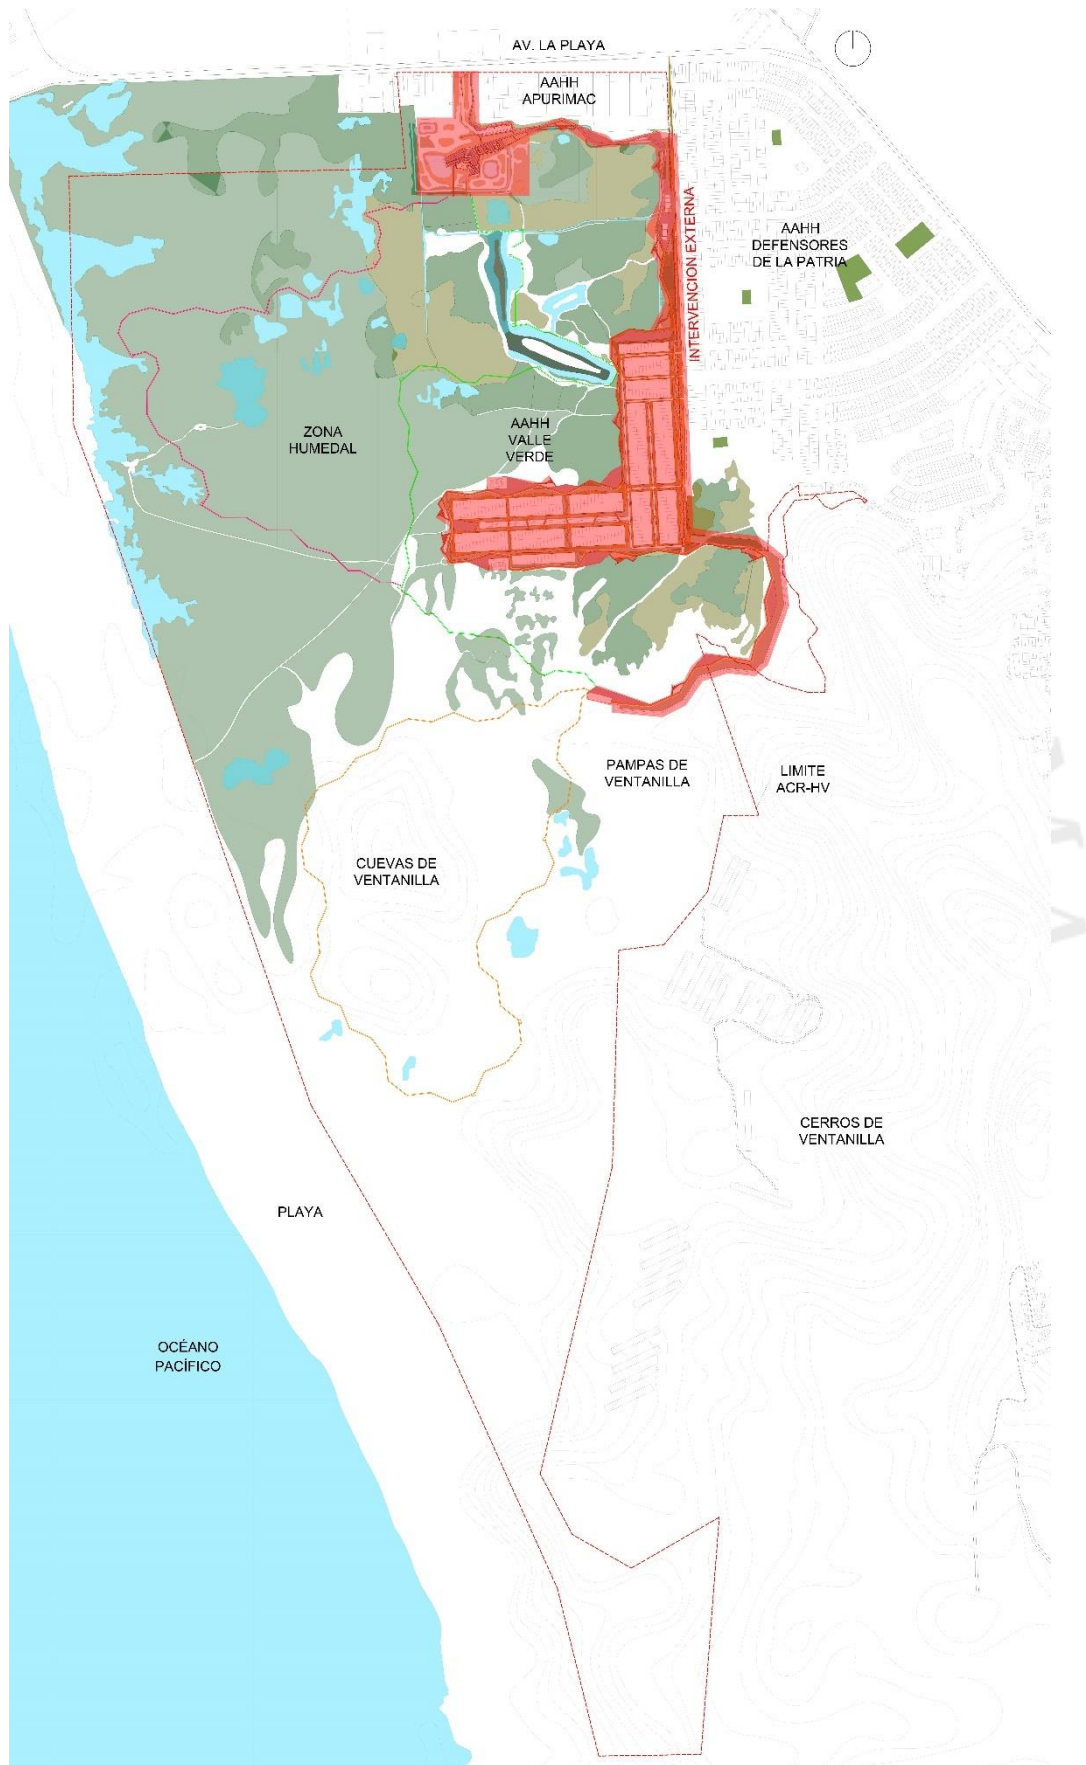 AV. LA PLAYA
AAHH
APURIMAC
INTERVENCION EXTERNA
AAHH
DEFENSORES
DE LA PATRIA
ZONA
HUMEDAL
AAHH
VALLE
VERDE
PAMPAS DE
VENTANILLA
LIMITE
ACR-HV
CUEVAS DE
VENTANILLA
CERROS DE
VENTANILLA
PLAYA
OCÉANO
PACÍFICO